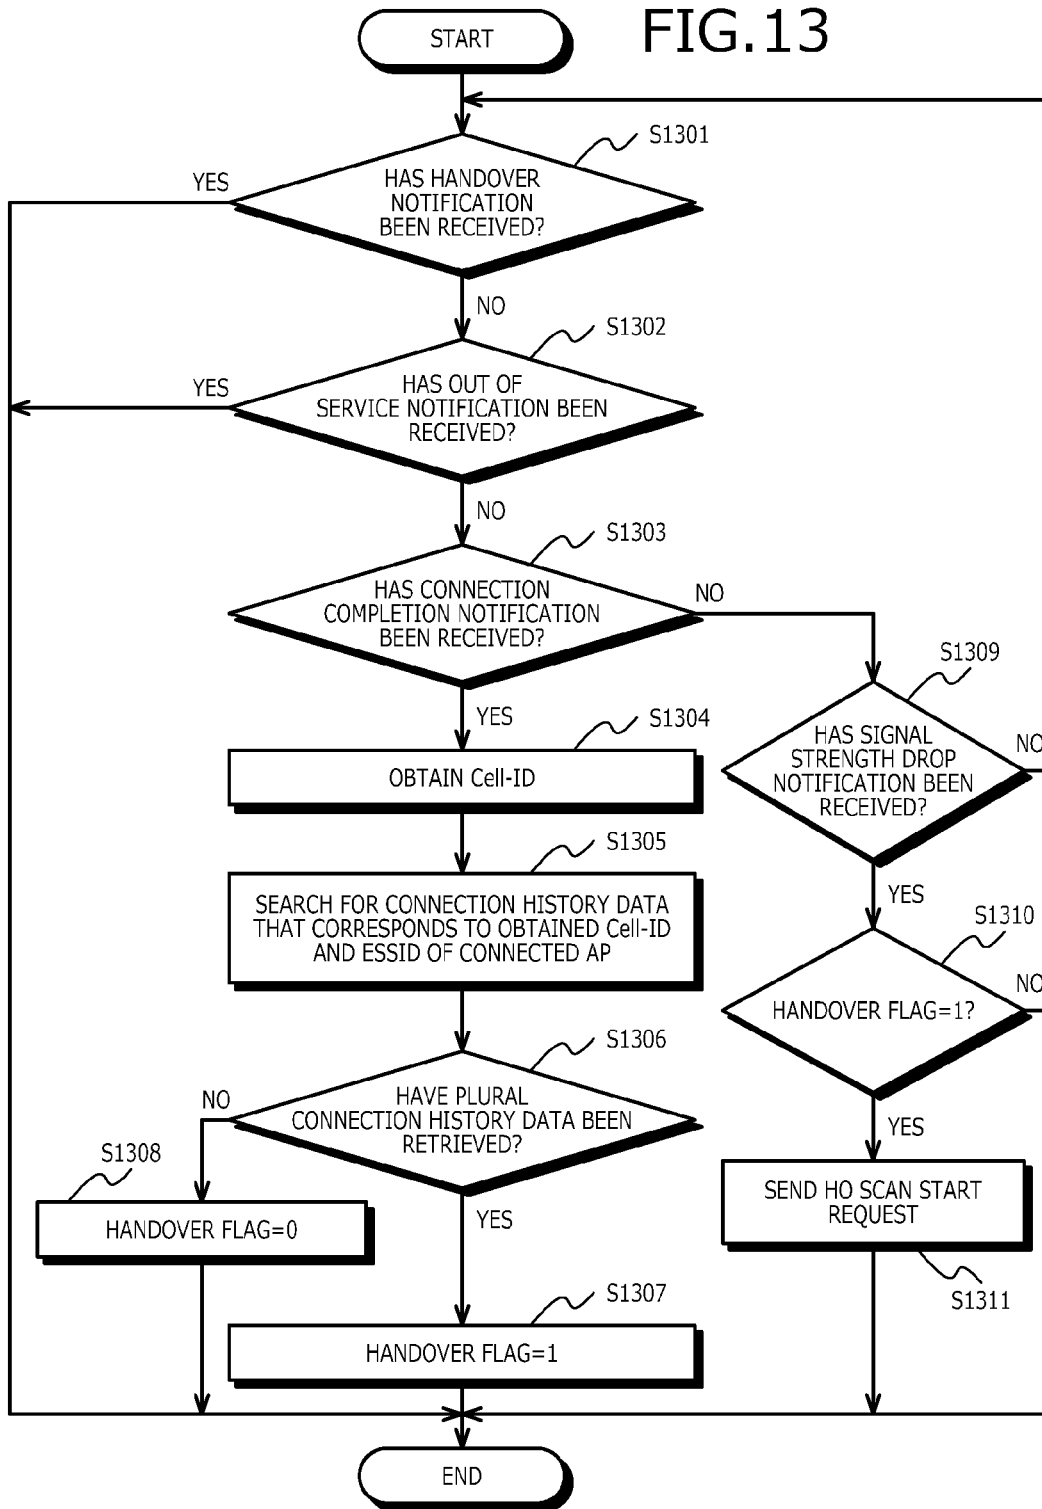 FIG.13
START
S1301
HAS HANDOVER
NOTIFICATION
BEEN RECEIVED?
YES
NO
S1302
HAS OUT OF
SERVICE NOTIFICATION BEEN
RECEIVED?
YES
NO
S1303
HAS CONNECTION
COMPLETION NOTIFICATION
BEEN RECEIVED?
NO
YES
S1304
OBTAIN Cell-ID
S1305
SEARCH FOR CONNECTION HISTORY DATA
THAT CORRESPONDS TO OBTAINED Cell-ID
AND ESSID OF CONNECTED AP
S1306
HAVE PLURAL
CONNECTION HISTORY DATA BEEN
RETRIEVED?
NO
YES
S1308
HANDOVER FLAG=0
S1307
HANDOVER FLAG=1
S1309
HAS SIGNAL
STRENGTH DROP
NOTIFICATION BEEN
RECEIVED?
NO
YES
S1310
HANDOVER FLAG=1?
NO
YES
SEND HO SCAN START
REQUEST
S1311
END